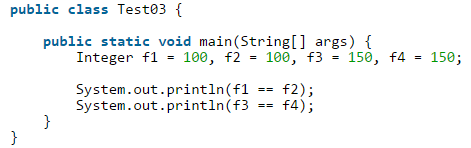 public class Test03 {
    public static void main(String[] args) {
        Integer f1 = 100, f2 = 100, f3 = 150, f4 = 150;
        System.out.println(f1 == f2);
        System.out.println(f3 == f4);
    }
}